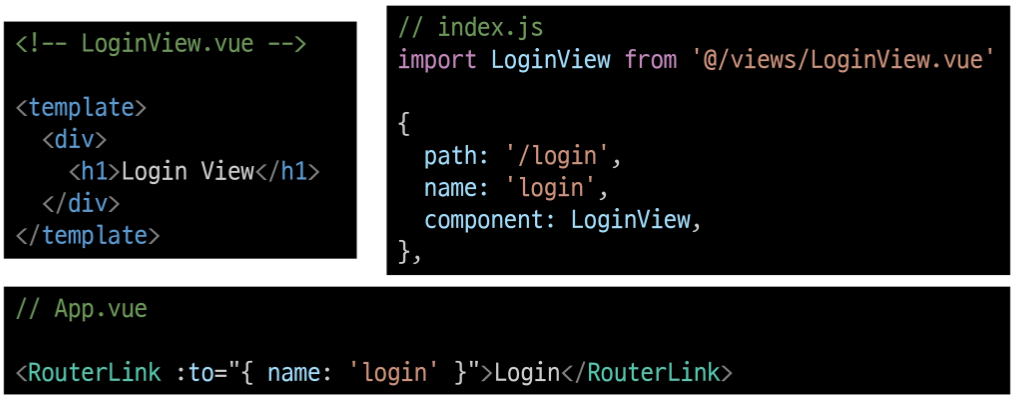 <!-- LoginView.vue -->
<template>
  <div>
    <h1>Login View</h1>
  </div>
</template>
// index.js
import LoginView from '@/views/LoginView.vue'
{
  path: '/login',
  name: 'login',
  component: LoginView,
},
// App.vue
<RouterLink :to="{ name: 'login' }">Login</RouterLink>